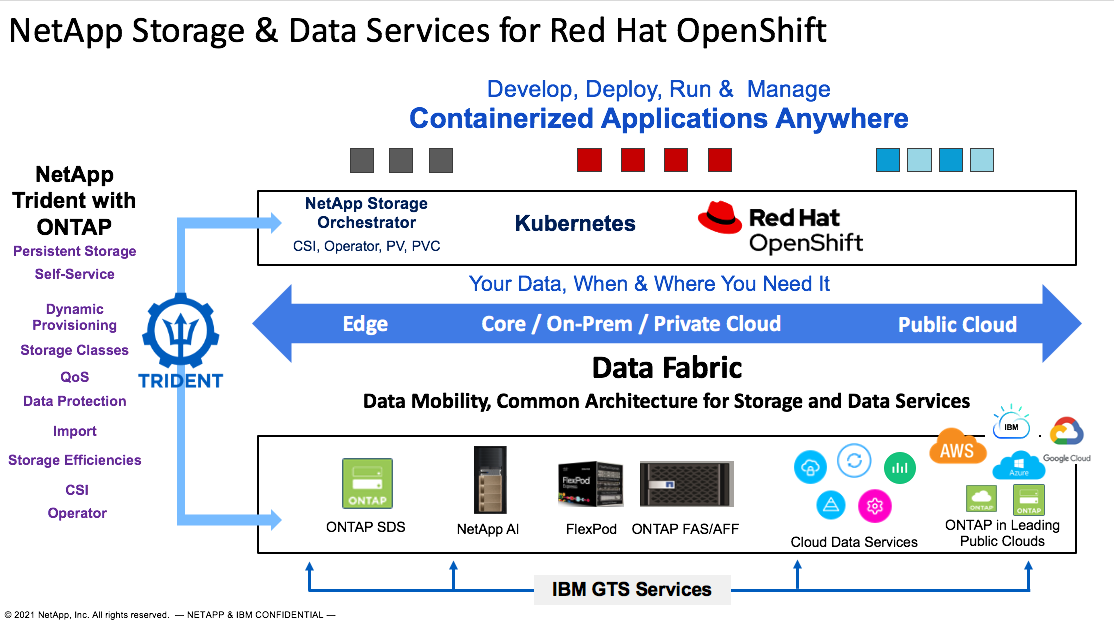 NetApp Storage & Data Services for Red Hat OpenShift
Develop, Deploy, Run & Manage
Containerized Applications Anywhere
NetApp
Trident with
ONTAP
Persistent Storage
Self-Service
Dynamic
Provisioning
Storage Classes
QoS
Data Protection
Import
Storage Efficiencies
CSI
Operator
TRIDENT
NetApp Storage
Orchestrator
CSI, Operator, PV, PVC
Kubernetes
Red Hat
OpenShift
Your Data, When & Where You Need It
Edge
Core / On-Prem / Private Cloud
Public Cloud
Data Fabric
Data Mobility, Common Architecture for Storage and Data Services
ONTAP
ONTAP SDS
NetApp AI
FlexPod
Express
FlexPod
ONTAP FAS/AFF
Cloud Data Services
AWS
IBM
Azure
Google Cloud
ONTAP
ONTAP
ONTAP in Leading
Public Clouds
IBM GTS Services
© 2021 NetApp, Inc. All rights reserved. — NETAPP & IBM CONFIDENTIAL —